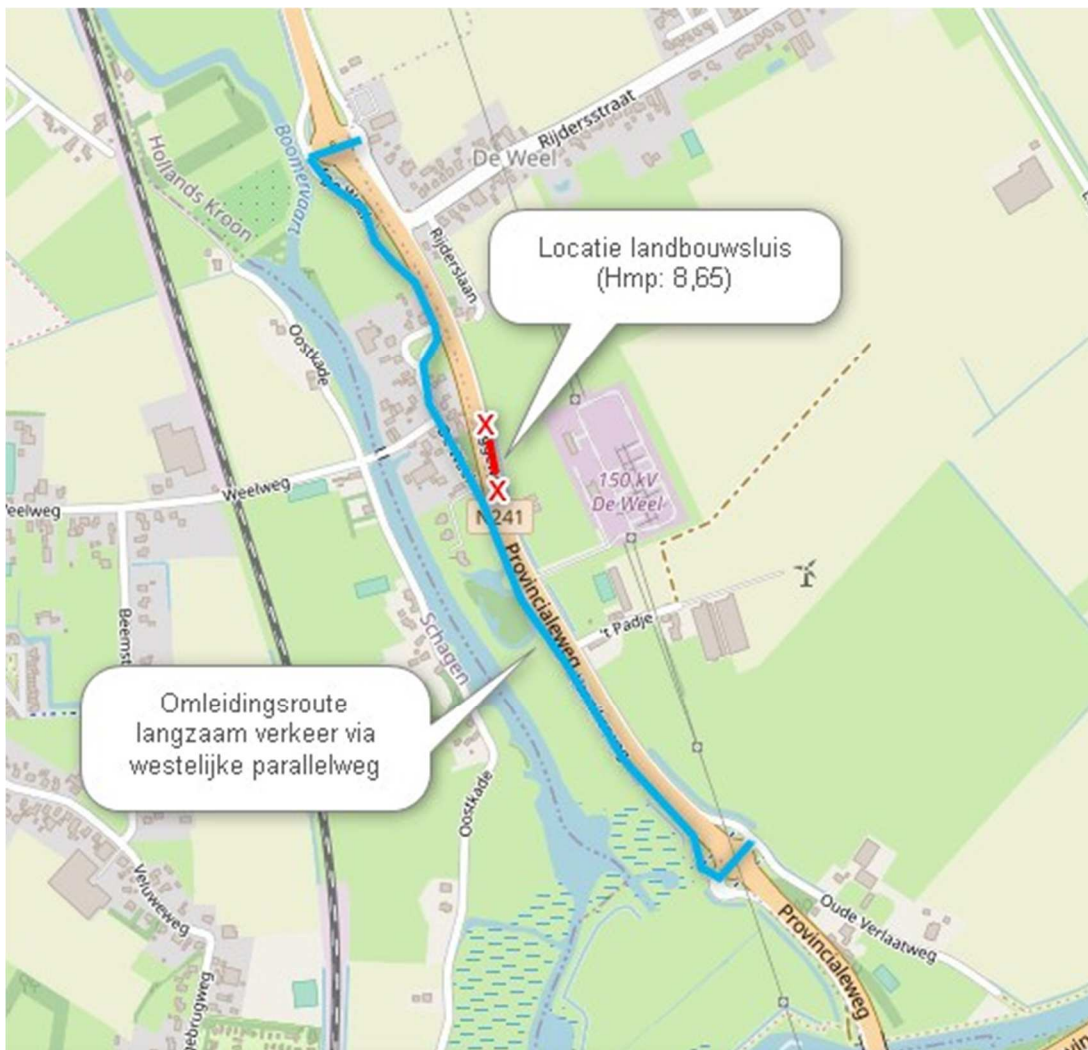 Boomervaart
Hollands Kroon
Rijdersstraat
De Weel
Rijderslaan
Locatie landbouwsluis
(Hmp: 8,65)
Oostkade
X
X
150 kV
De Weel
Weelweg
Weelweg
N241
Provincialeweg
't Padje
Beemst
Schagen
Omleidingsroute
langzaam verkeer via
westelijke parallelweg
Oostkade
Veluweweg
Oude Verlaatweg
Provincialeweg